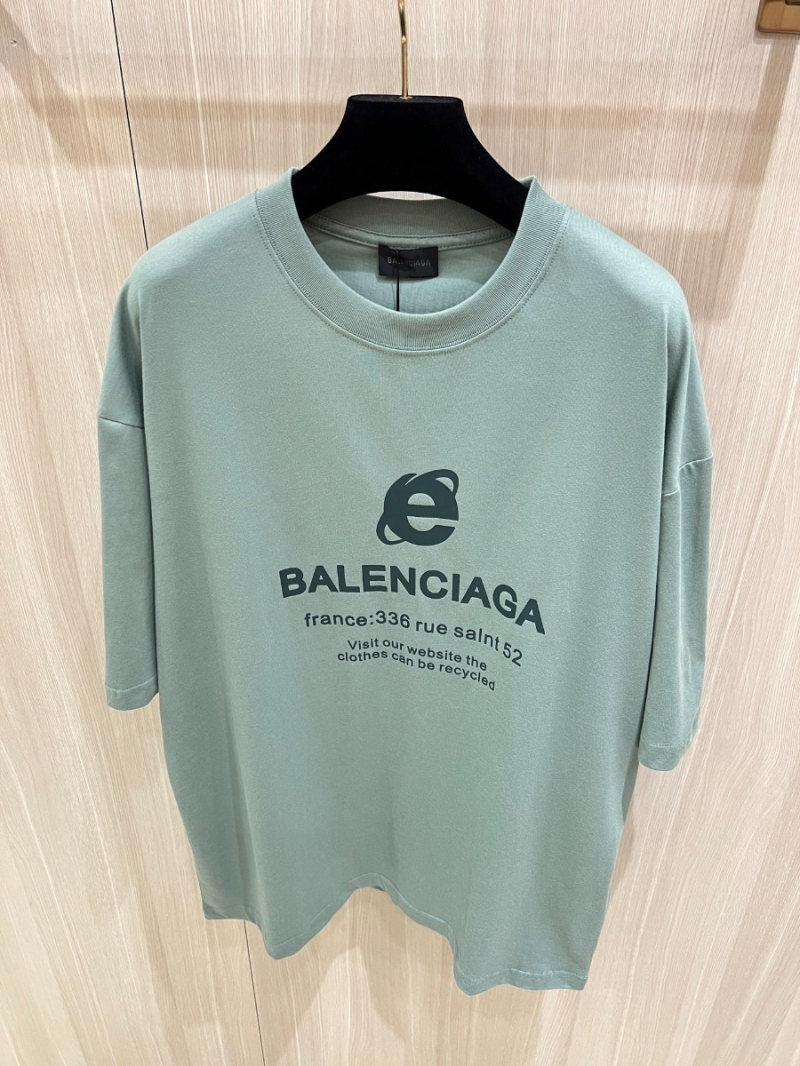 BALENCIAGA
e
BALENCIAGA
france:336 rue salnt 52
Visit our website the
clothes can be recycled